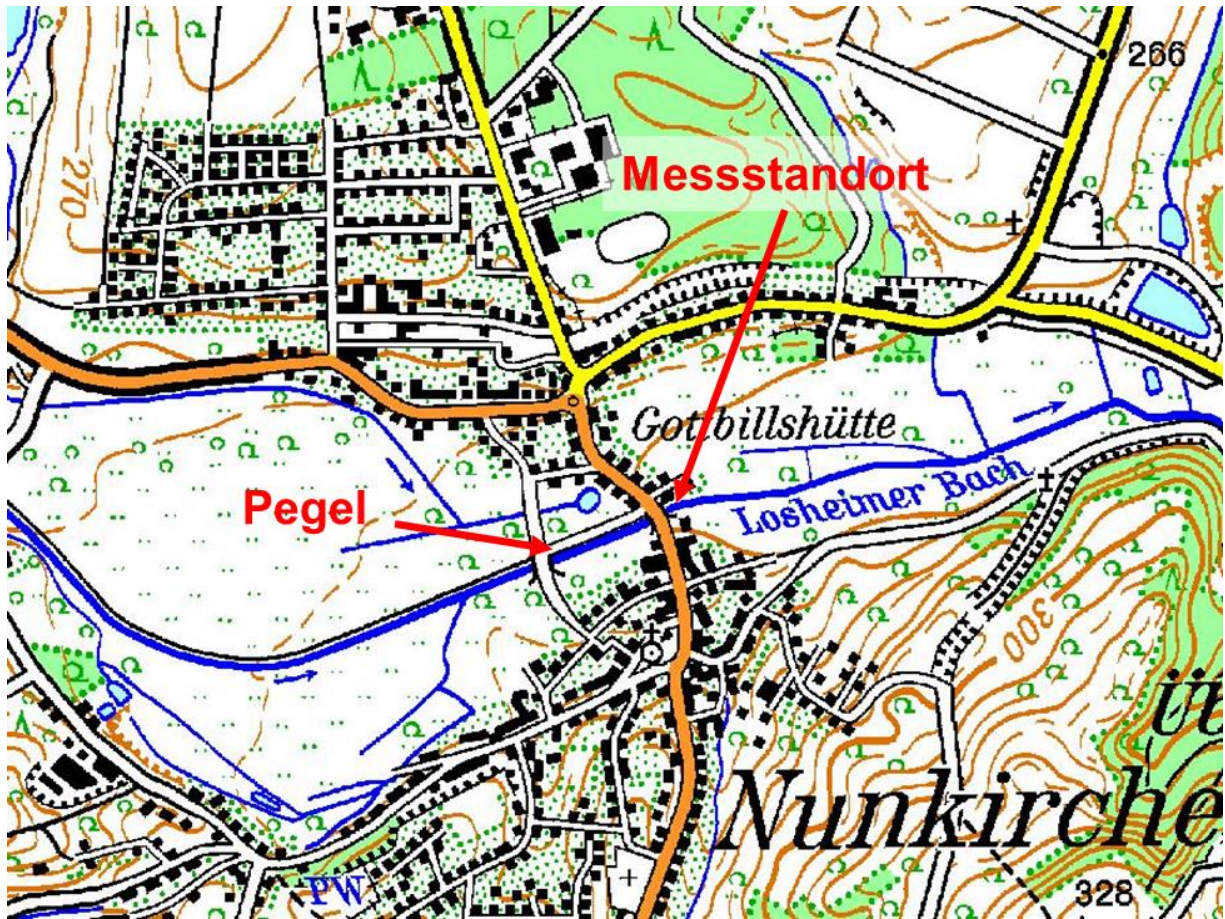 266
Messstandort
270
Gottbillshütte
Pegel
Losheimer Bach
300
Nunkirche
PW
328